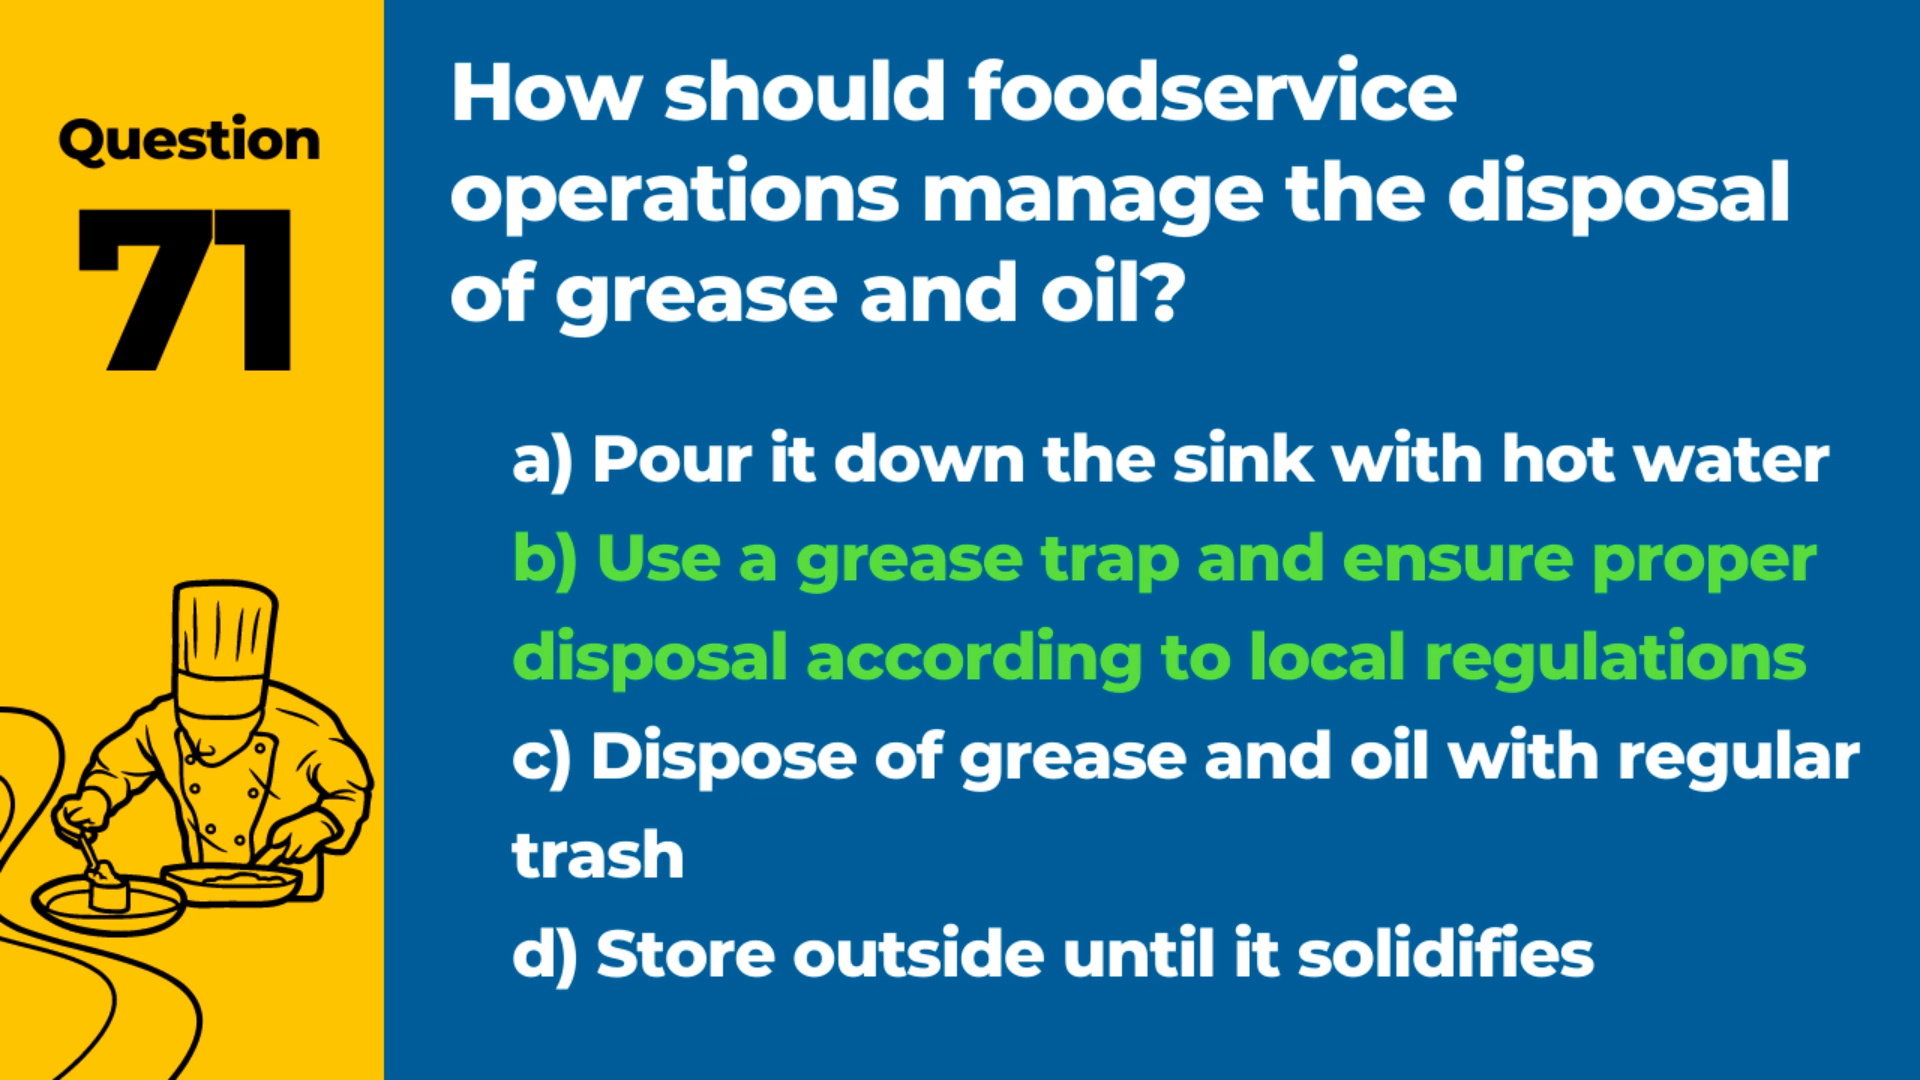 Question
71
How should foodservice
operations manage the disposal
of grease and oil?
a) Pour it down the sink with hot water
b) Use a grease trap and ensure proper
disposal according to local regulations
c) Dispose of grease and oil with regular
trash
d) Store outside until it solidifies